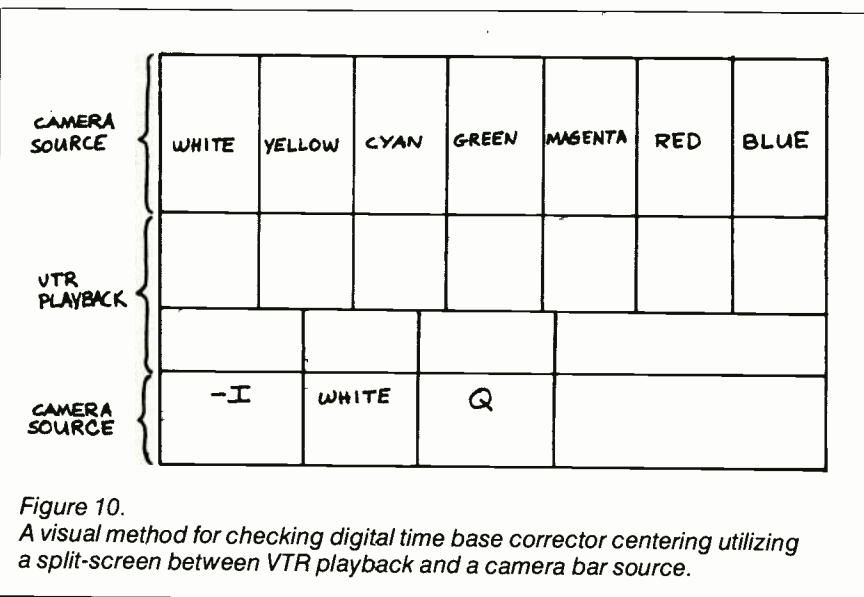 CAMERA
SOURCE
WHITE YELLOW CYAN GREEN MAGENTA RED BLUE
VTR
PLAYBACK
CAMERA
SOURCE
-I WHITE Q
Figure 10.
A visual method for checking digital time base corrector centering utilizing
a split-screen between VTR playback and a camera bar source.